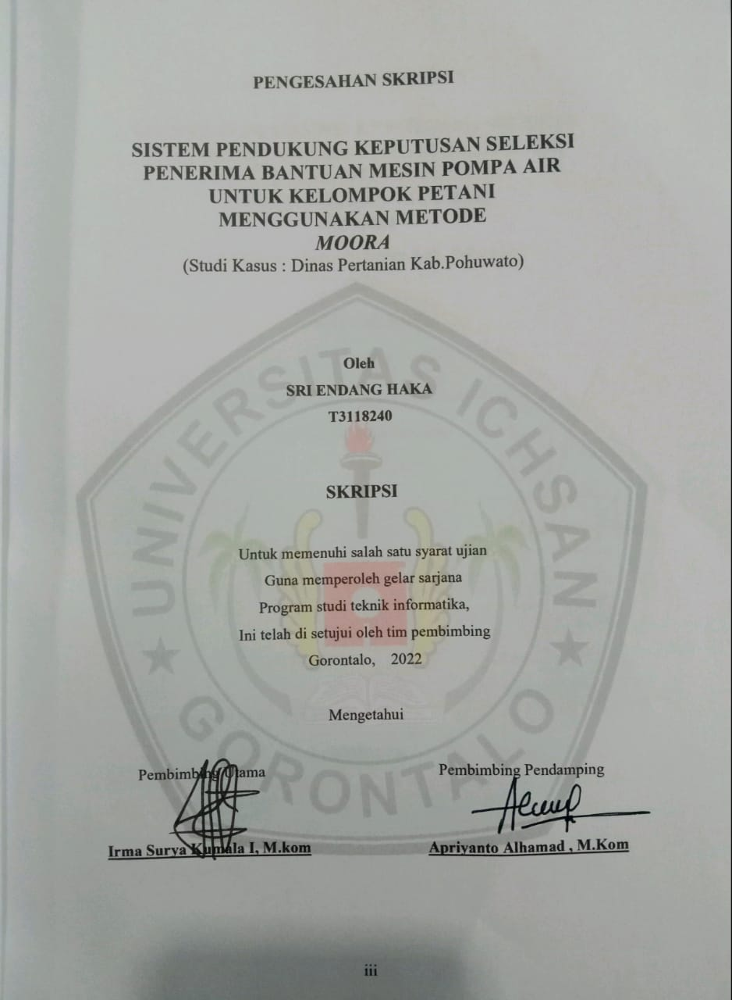 PENGESAHAN SKRIPSI
SISTEM PENDUKUNG KEPUTUSAN SELEKSI
PENERIMA BANTUAN MESIN POMPA AIR
UNTUK KELOMPOK PETANI
MENGGUNAKAN METODE
MOORA
(Studi Kasus : Dinas Pertanian Kab.Pohuwato)
Oleh
SRI ENDANG HAKA
T3118240
SKRIPSI
Untuk memenuhi salah satu syarat ujian
Guna memperoleh gelar sarjana
Program studi teknik informatika,
Ini telah di setujui oleh tim pembimbing
Gorontalo, 2022
Mengetahui
Pembimbing Utama
Pembimbing Pendamping
Irma Surya Kumala I, M.kom
Apriyanto Alhamad , M.Kom
iii
UNIVERSITAS ICHSAN
GORONTALO